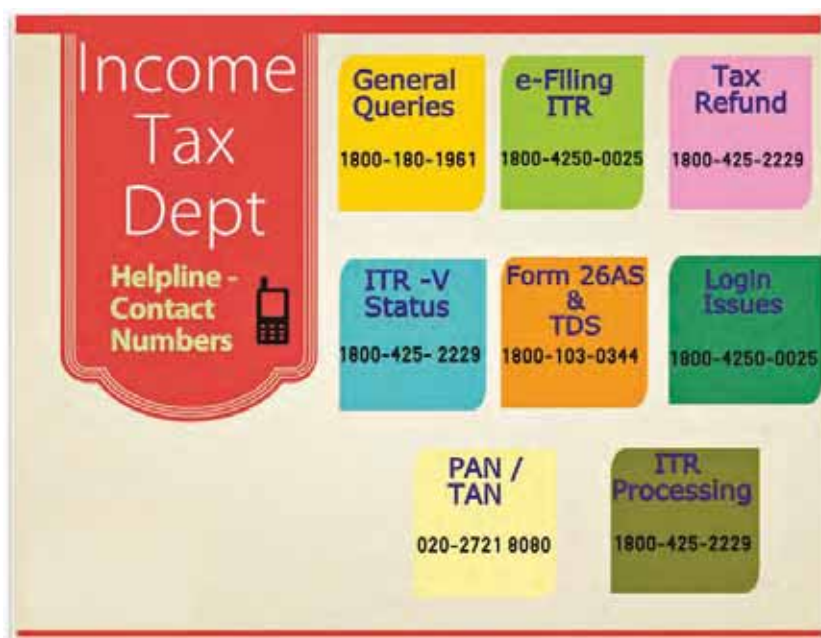 Income
Tax
Dept
Helpline -
Contact
Numbers
General
Queries
1800-180-1961
e-Filing
ITR
1800-4250-0025
Tax
Refund
1800-425-2229
ITR -V
Status
1800-425- 2229
Form 26AS
&
TDS
1800-103-0344
Login
Issues
1800-4250-0025
PAN /
TAN
020-2721 8080
ITR
Processing
1800-425-2229